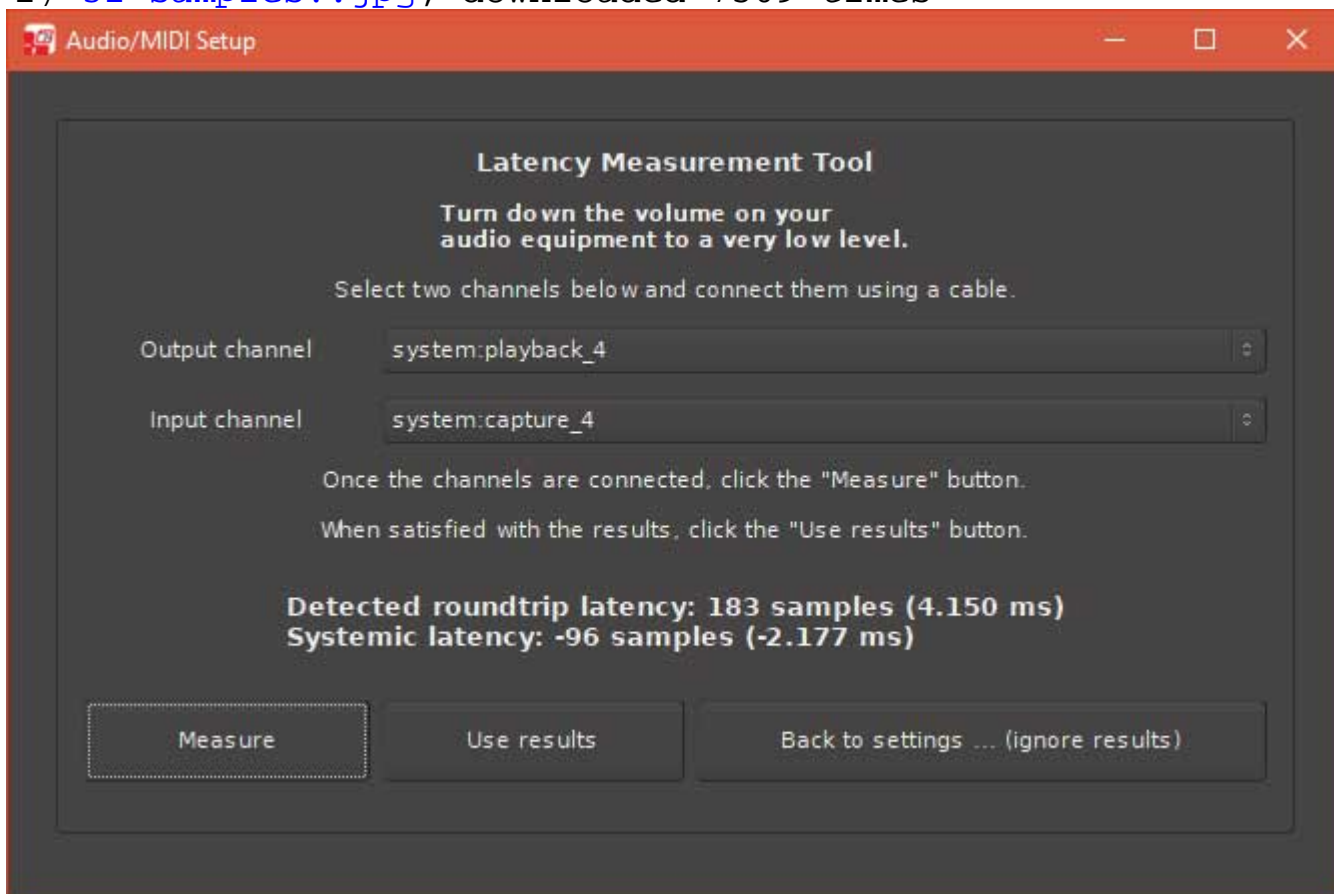 samples..jpg, downloaded
times
Audio/MIDI Setup
Latency Measurement Tool
Turn down the volume on your
audio equipment to a very low level.
Select two channels below and connect them using a cable.
Output channel system:playback_4
Input channel system:capture_4
Once the channels are connected, click the "Measure" button.
When satisfied with the results, click the "Use results" button.
Detected roundtrip latency: 183 samples (4.150 ms)
Systemic latency: -96 samples (-2.177 ms)
Measure Use results Back to settings ... (ignore results)